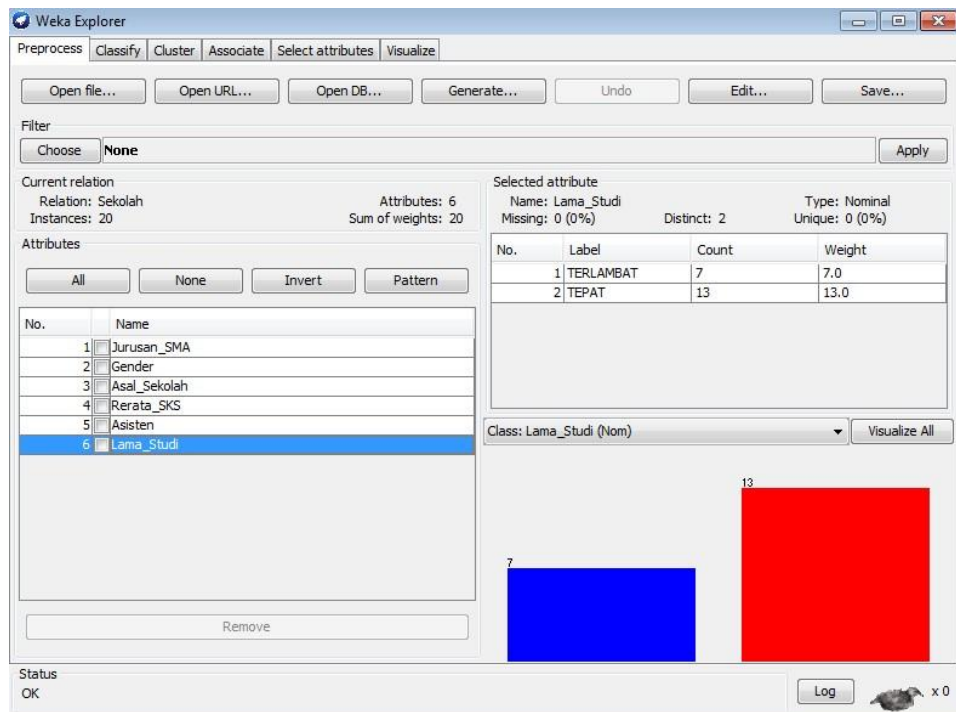 Weka Explorer
Preprocess Classify Cluster Associate Select attributes Visualize
Open file... Open URL... Open DB... Generate... Undo Edit... Save...
Filter
Choose None Apply
Current relation
Relation: Sekolah Attributes: 6
Instances: 20 Sum of weights: 20
Attributes
All None Invert Pattern
No. Name
1 Jurusan_SMA
2 Gender
3 Asal_Sekolah
4 Rerata_SKS
5 Asisten
6 Lama_Studi
Remove
Selected attribute
Name: Lama_Studi Type: Nominal
Missing: 0 (0%) Distinct: 2 Unique: 0 (0%)
No. Label Count Weight
1 TERLAMBAT 7 7.0
2 TEPAT 13 13.0
Class: Lama_Studi (Nom) Visualize All
13
7
Status
OK Log x 0